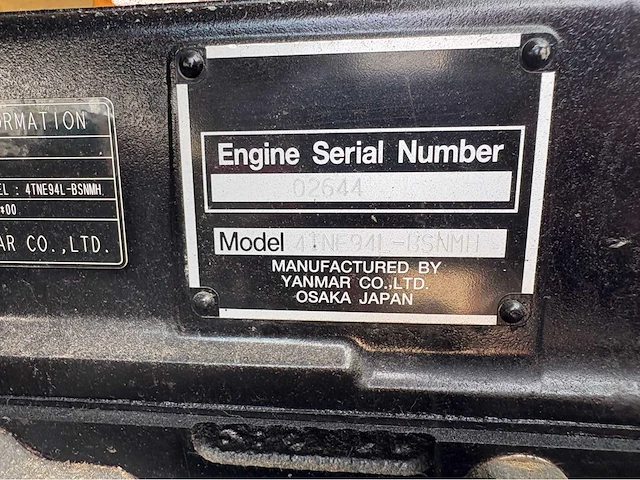 ORMATION
EL : 4TNE94L-BSNMH
*00
AR CO.,LTD.
Engine Serial Number
02644
Model 4TNE94L-BSNMH
MANUFACTURED BY
YANMAR CO.,LTD.
OSAKA JAPAN